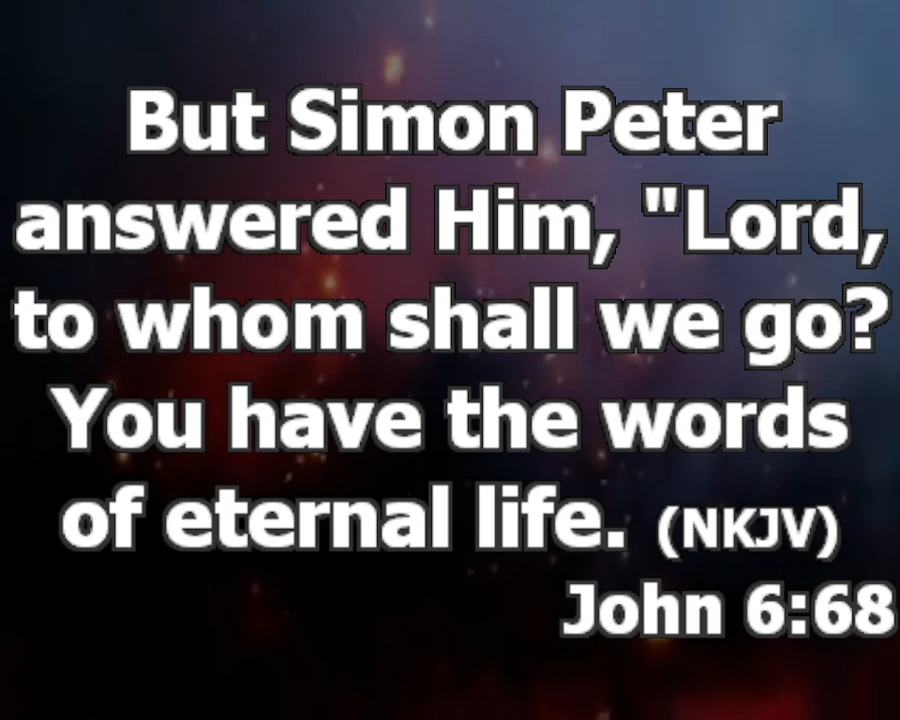 But Simon Peter
answered Him, "Lord,
to whom shall we go?
You have the words
of eternal life. (NKJV)
John 6:68